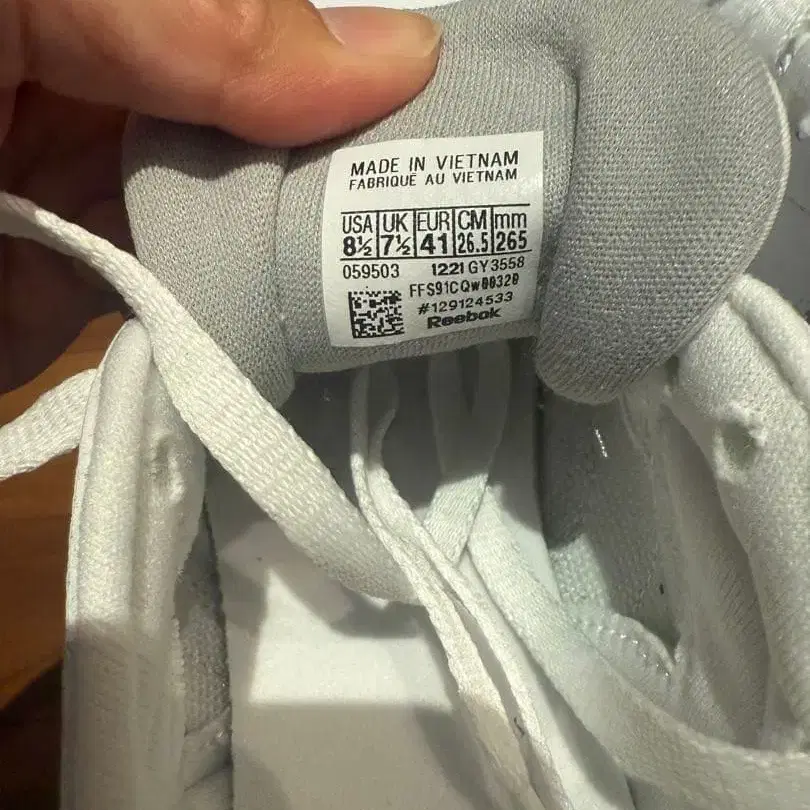 MADE IN VIETNAM
FABRIQUÉ AU VIETNAM
USA UK EUR CM mm
8½ 7½ 41 26.5 265
059503 1221 GY3558
FFS91CQw00320
#129124533
Reebok